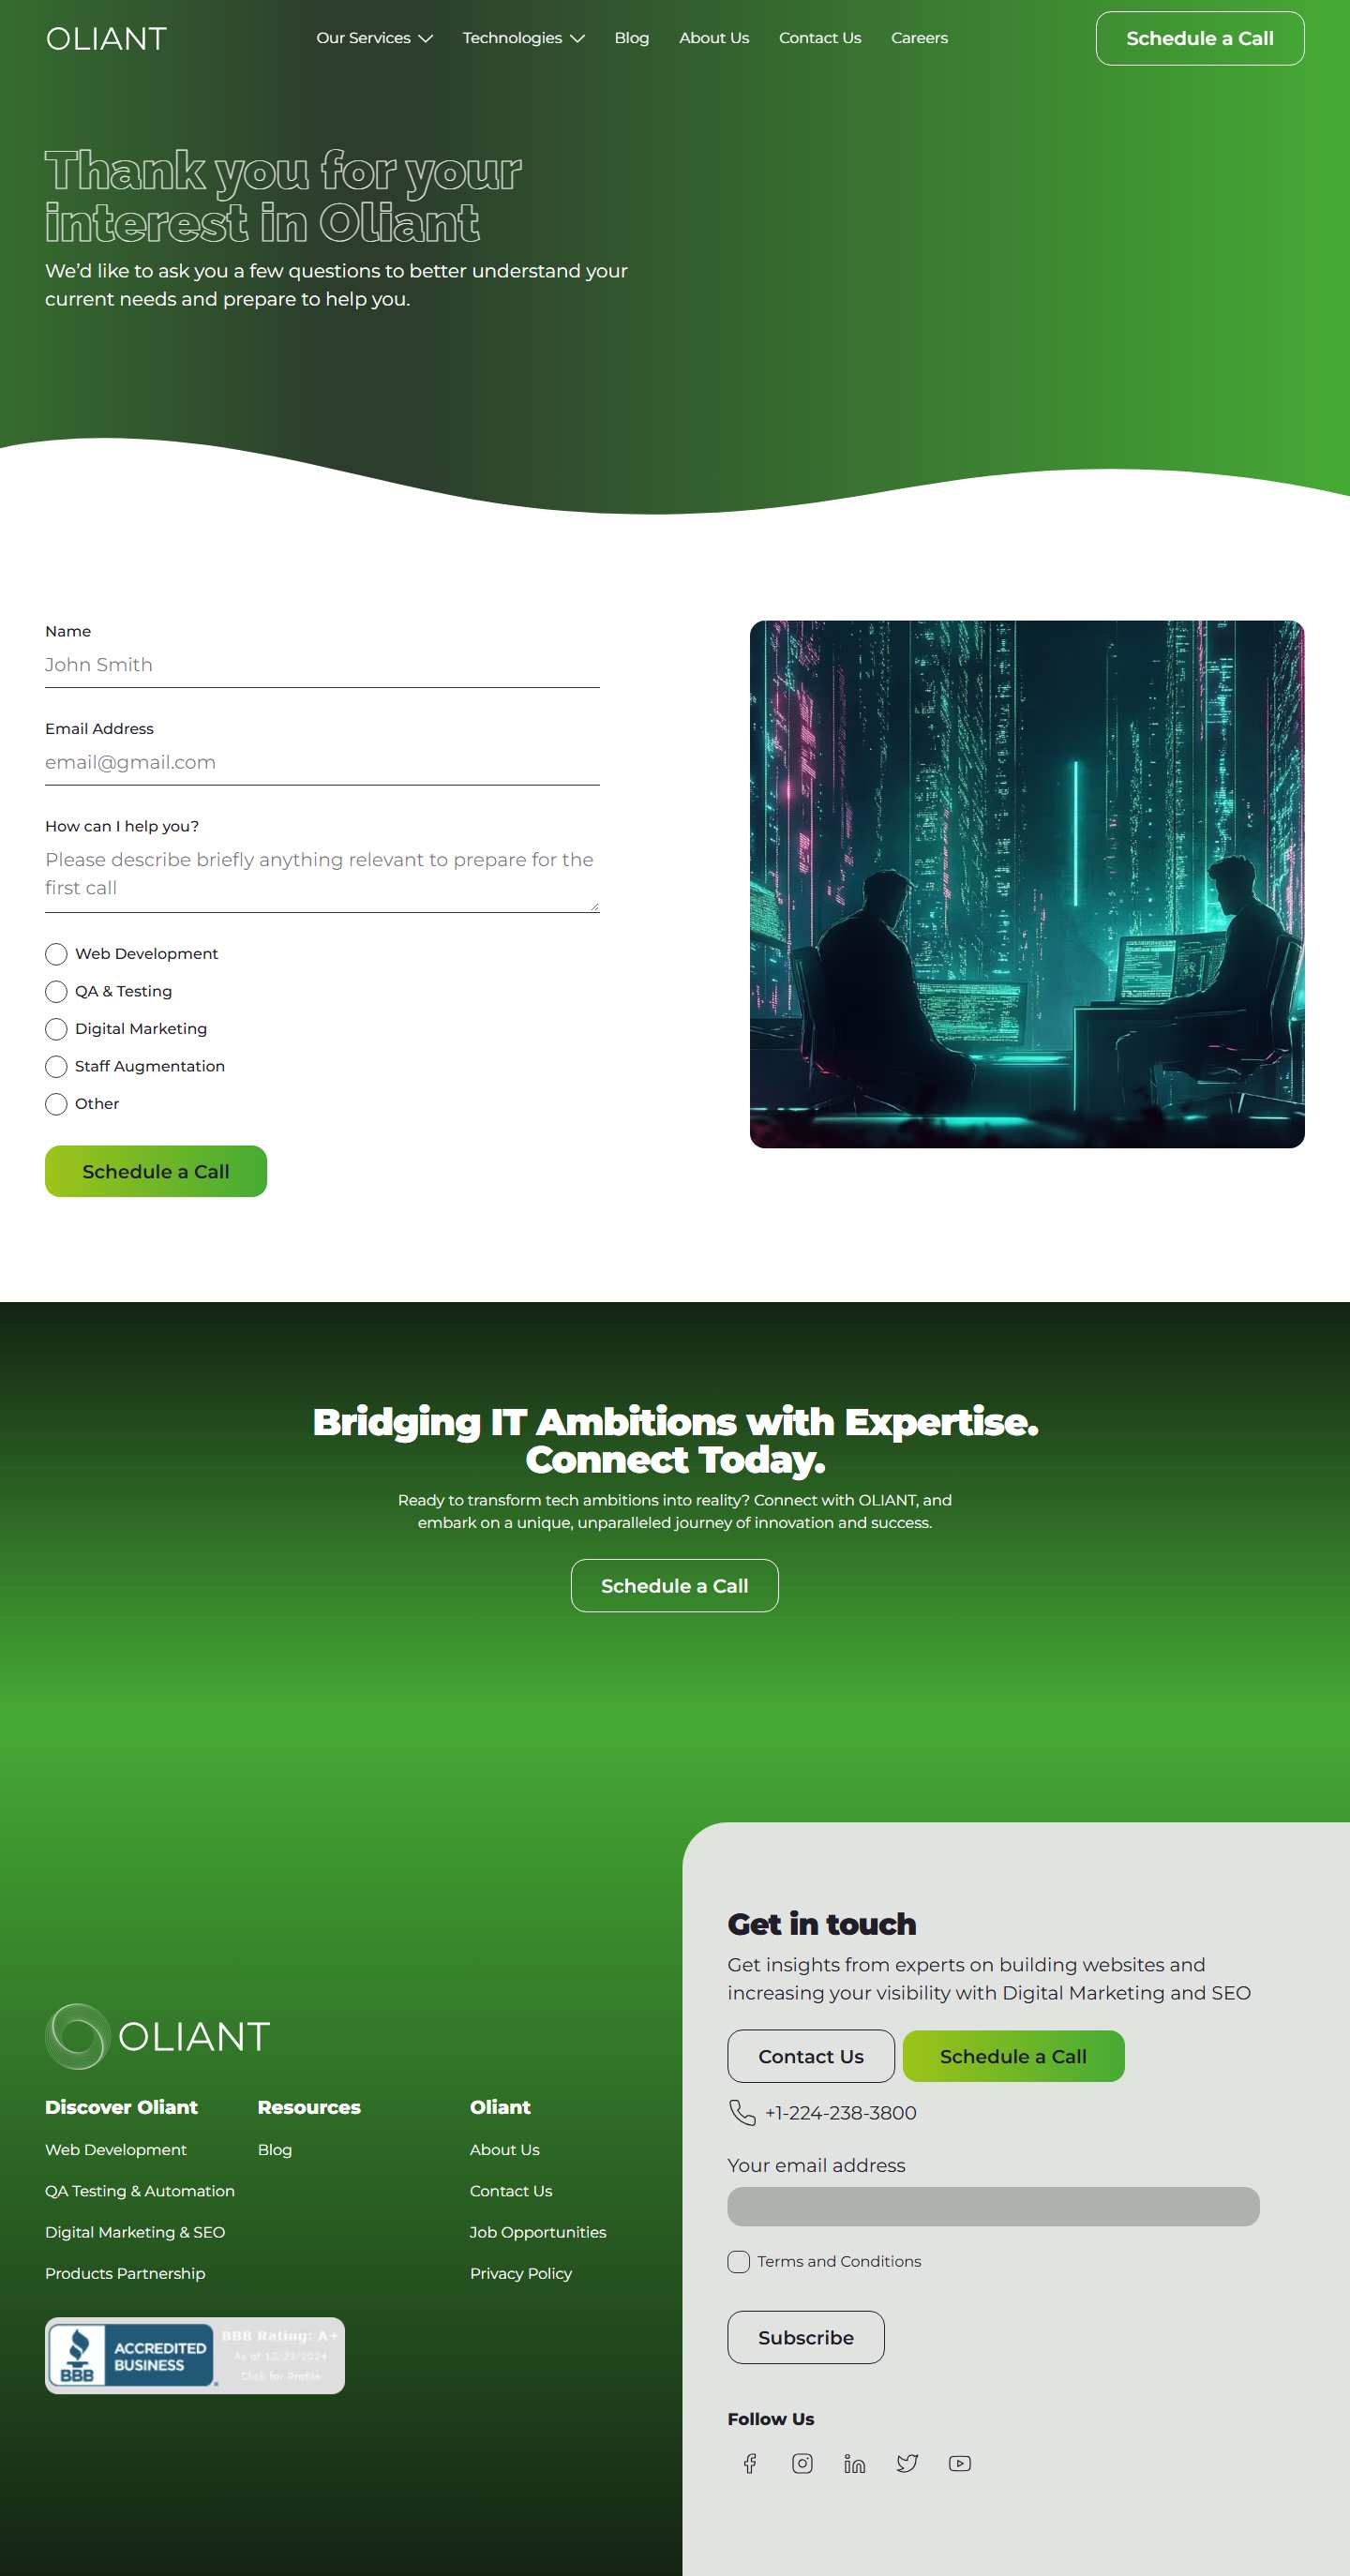 OLIANT
Our Services
Technologies
Blog
About Us
Contact Us
Careers
Schedule a Call
Thank you for your
interest in Oliant
We’d like to ask you a few questions to better understand your
current needs and prepare to help you.
Name
John Smith
Email Address
email@gmail.com
How can I help you?
Please describe briefly anything relevant to prepare for the
first call
Web Development
QA & Testing
Digital Marketing
Staff Augmentation
Other
Schedule a Call
Bridging IT Ambitions with Expertise.
Connect Today.
Ready to transform tech ambitions into reality? Connect with OLIANT, and
embark on a unique, unparalleled journey of innovation and success.
Schedule a Call
OLIANT
Discover Oliant
Web Development
QA Testing & Automation
Digital Marketing & SEO
Products Partnership
Resources
Blog
Oliant
About Us
Contact Us
Job Opportunities
Privacy Policy
BBB
ACCREDITED
BUSINESS
BBB Rating: A+
As of 12/23/2024
Click for Profile
Get in touch
Get insights from experts on building websites and
increasing your visibility with Digital Marketing and SEO
Contact Us
Schedule a Call
+1-224-238-3800
Your email address
Terms and Conditions
Subscribe
Follow Us